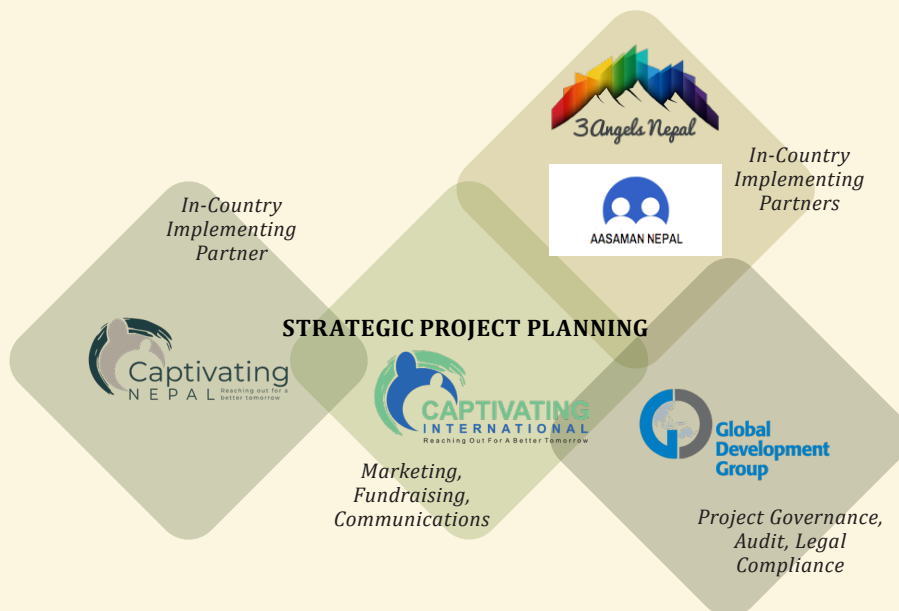 3 Angels Nepal
AASAMAN NEPAL
In-Country
Implementing
Partners
In-Country
Implementing
Partner
STRATEGIC PROJECT PLANNING
Captivating
NEPAL
Reaching out for a
better tomorrow
CAPTIVATING
INTERNATIONAL
Reaching Out For A Better Tomorrow
Marketing,
Fundraising,
Communications
Global
Development
Group
Project Governance,
Audit, Legal
Compliance